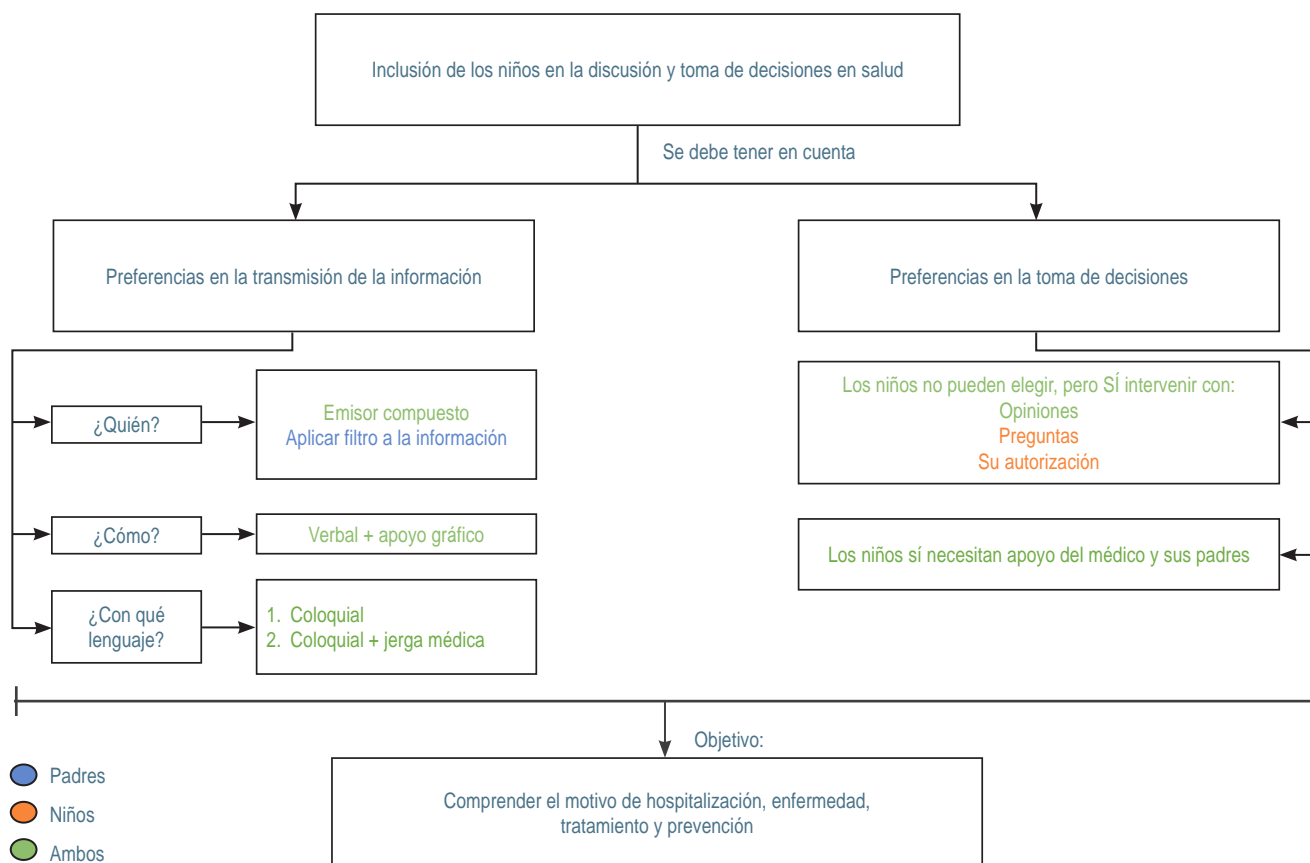 Inclusión de los niños en la discusión y toma de decisiones en salud
Se debe tener en cuenta
Preferencias en la transmisión de la información
Preferencias en la toma de decisiones
¿Quién?
Emisor compuesto
Aplicar filtro a la información
¿Cómo?
Verbal + apoyo gráfico
¿Con qué
lenguaje?
1. Coloquial
2. Coloquial + jerga médica
Los niños no pueden elegir, pero SÍ intervenir con:
Opiniones
Preguntas
Su autorización
Los niños sí necesitan apoyo del médico y sus padres
Objetivo:
Comprender el motivo de hospitalización, enfermedad,
tratamiento y prevención
Padres
Niños
Ambos